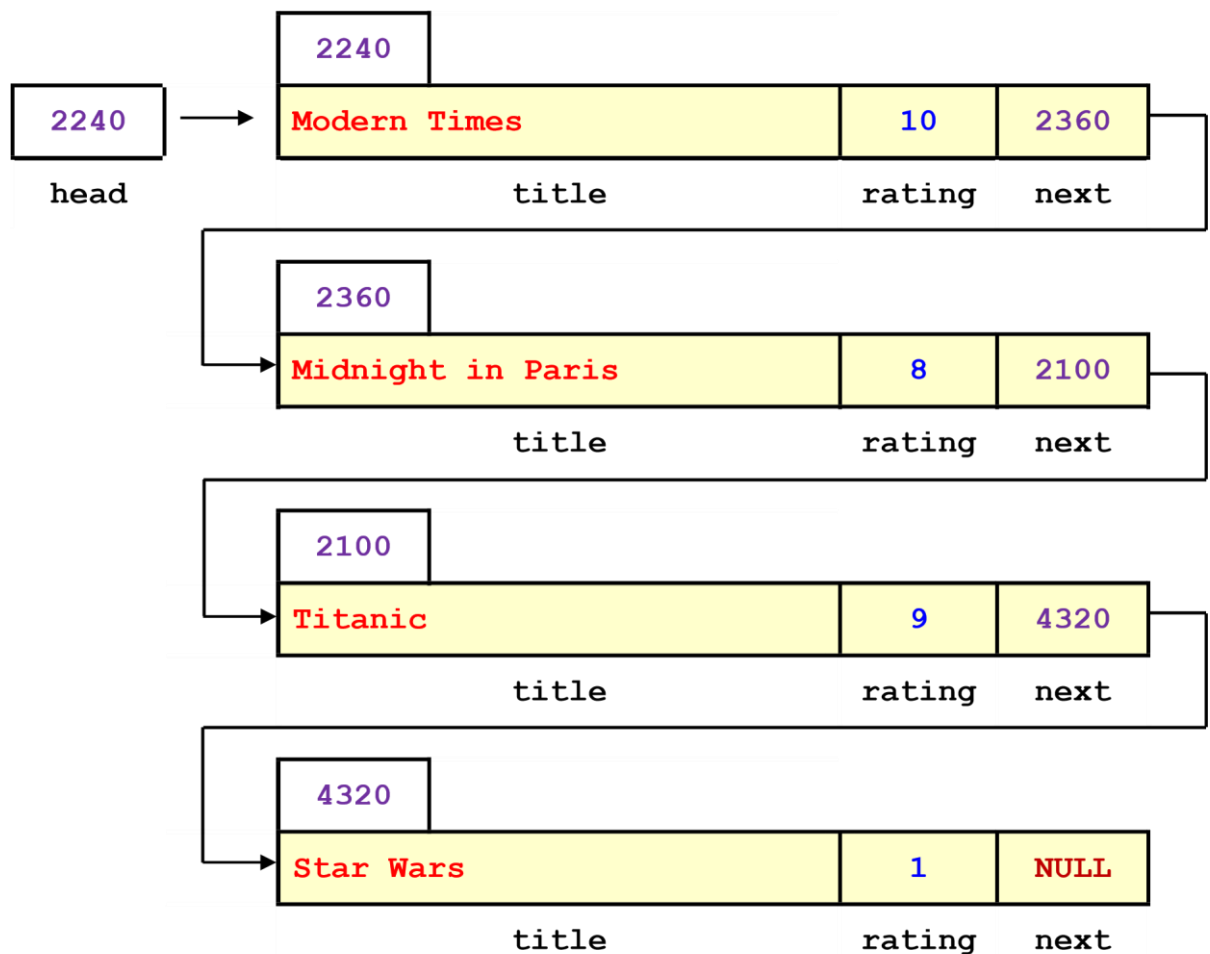 2240
2240 Modern Times 10 2360
head title rating next
2360
Midnight in Paris 8 2100
title rating next
2100
Titanic 9 4320
title rating next
4320
Star Wars 1 NULL
title rating next